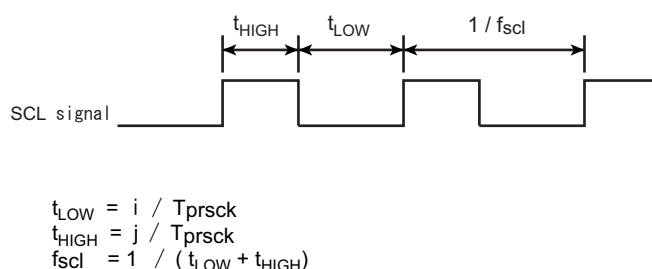 tHIGH tLOW 1 / fscl
SCL signal
tLOW = i / Tprsck
tHIGH = j / Tprsck
fscl = 1 / ( tLOW + tHIGH)